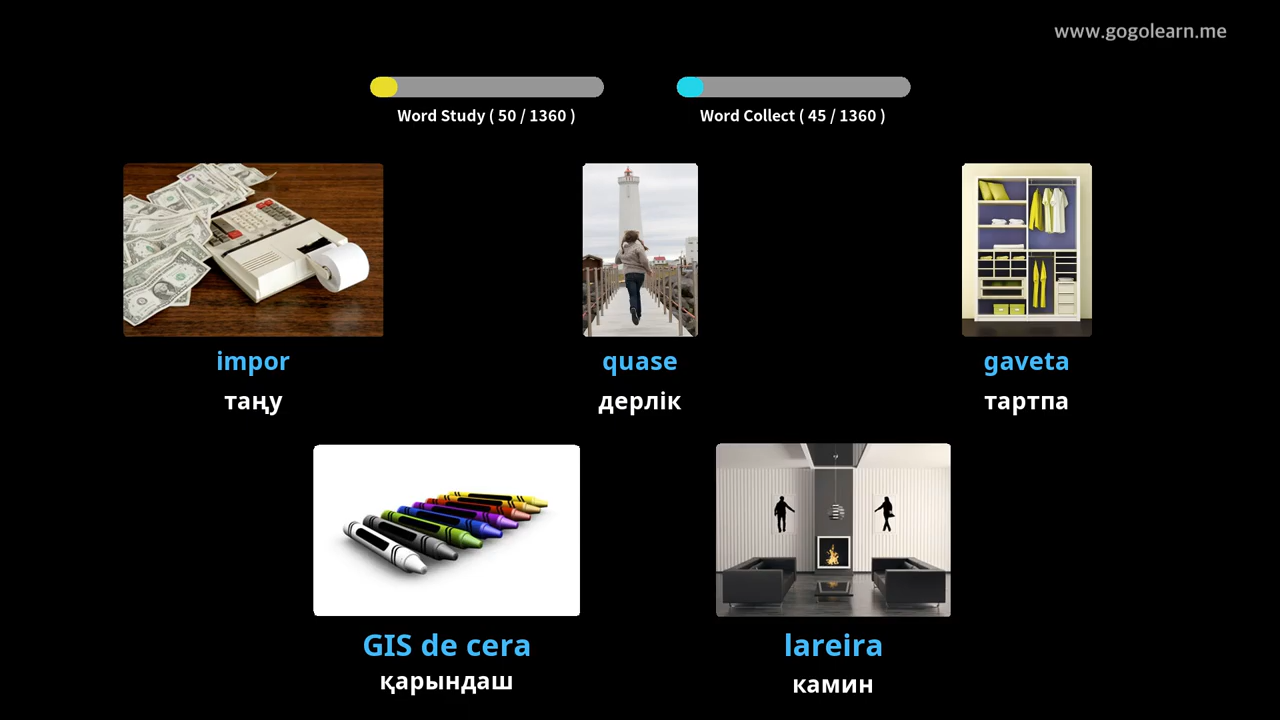 www.gogolearn.me
Word Study ( 50 / 1360 )
Word Collect ( 45 / 1360 )
impor
quase
gaveta
таңу
дерлік
тартпа
GIS de cera
lareira
қарындаш
камин